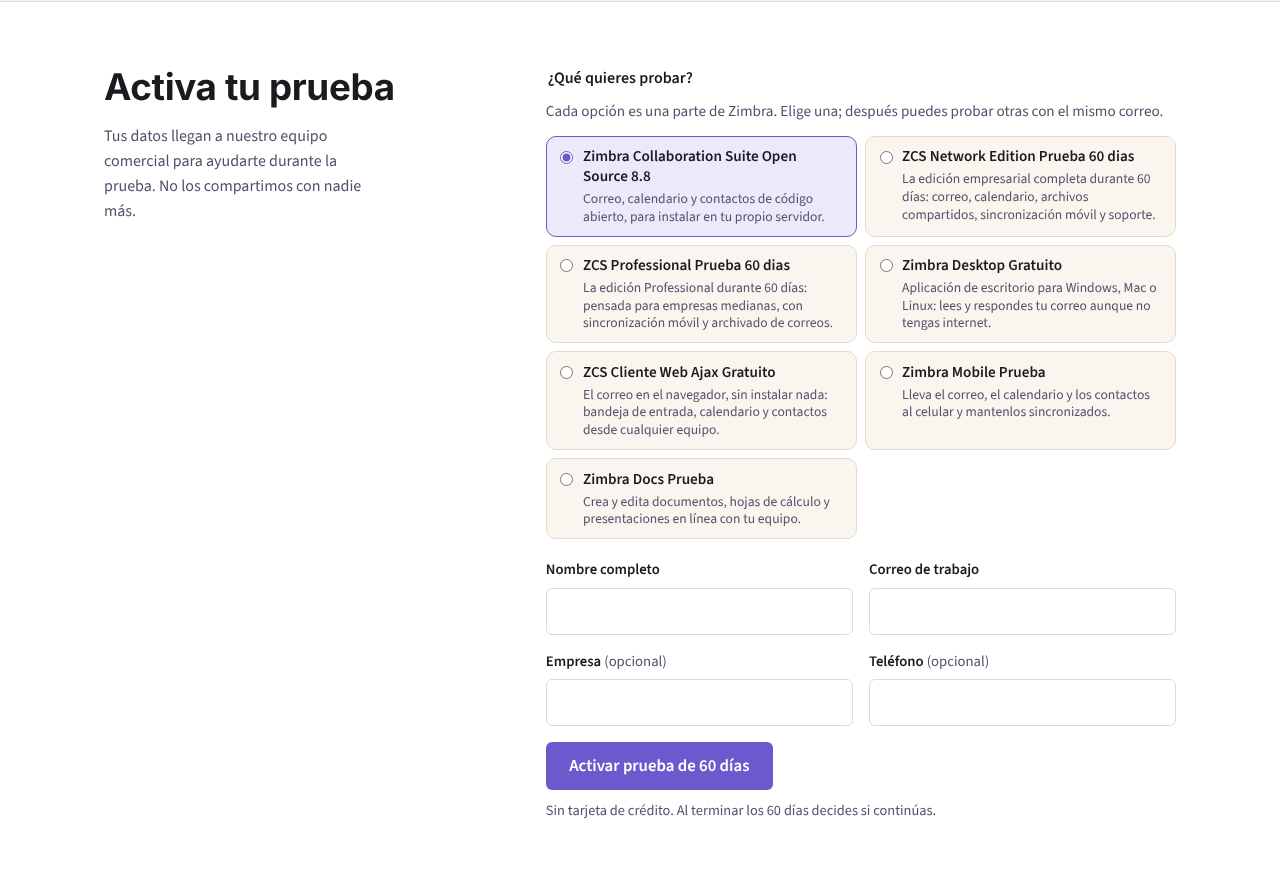 Activa tu prueba
Tus datos llegan a nuestro equipo
comercial para ayudarte durante la
prueba. No los compartimos con nadie
más.
¿Qué quieres probar?
Cada opción es una parte de Zimbra. Elige una; después puedes probar otras con el mismo correo.
Zimbra Collaboration Suite Open
Source 8.8
Correo, calendario y contactos de código
abierto, para instalar en tu propio servidor.
ZCS Network Edition Prueba 60 dias
La edición empresarial completa durante 60
días: correo, calendario, archivos
compartidos, sincronización móvil y soporte.
ZCS Professional Prueba 60 dias
La edición Professional durante 60 días:
pensada para empresas medianas, con
sincronización móvil y archivado de correos.
Zimbra Desktop Gratuito
Aplicación de escritorio para Windows, Mac o
Linux: lees y respondes tu correo aunque no
tengas internet.
ZCS Cliente Web Ajax Gratuito
El correo en el navegador, sin instalar nada:
bandeja de entrada, calendario y contactos
desde cualquier equipo.
Zimbra Mobile Prueba
Lleva el correo, el calendario y los contactos
al celular y mantenlos sincronizados.
Zimbra Docs Prueba
Crea y edita documentos, hojas de cálculo y
presentaciones en línea con tu equipo.
Nombre completo
Correo de trabajo
Empresa (opcional)
Teléfono (opcional)
Activar prueba de 60 días
Sin tarjeta de crédito. Al terminar los 60 días decides si continúas.